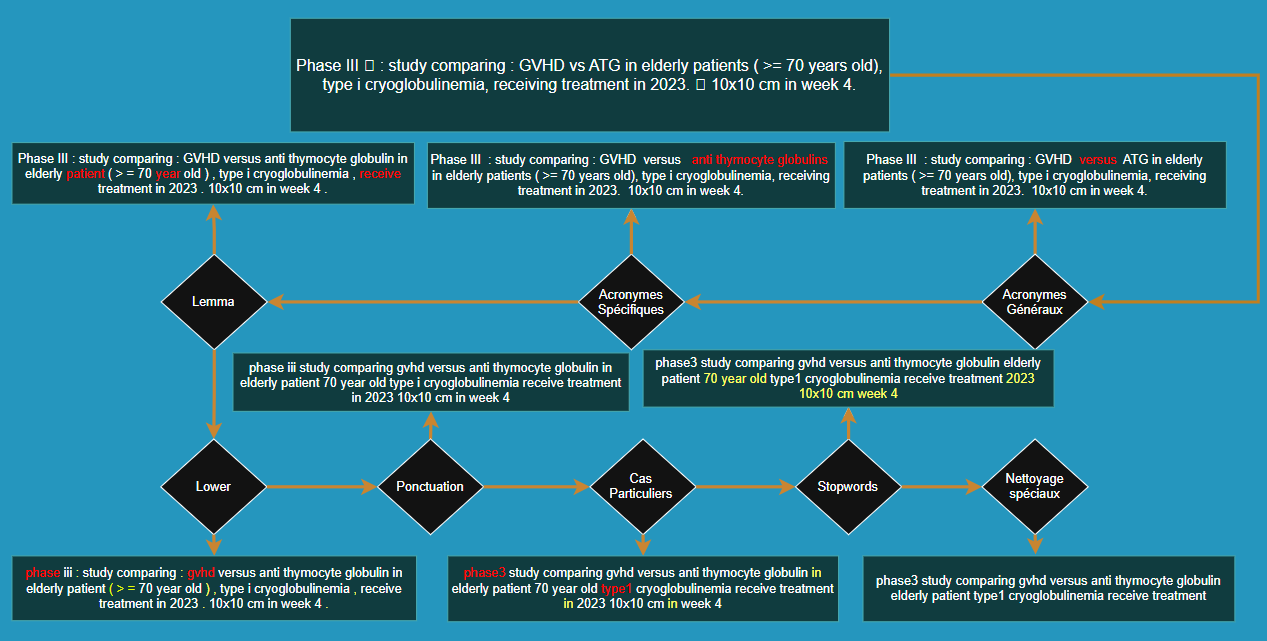 Phase III □ : study comparing : GVHD vs ATG in elderly patients ( >= 70 years old),
type i cryoglobulinemia, receiving treatment in 2023. □ 10x10 cm in week 4.
Phase III : study comparing : GVHD versus anti thymocyte globulin in
elderly patient ( > = 70 year old ) , type i cryoglobulinemia , receive
treatment in 2023 . 10x10 cm in week 4 .
Phase III : study comparing : GVHD versus anti thymocyte globulins
in elderly patients ( >= 70 years old), type i cryoglobulinemia, receiving
treatment in 2023. 10x10 cm in week 4.
Phase III : study comparing : GVHD versus ATG in elderly
patients ( >= 70 years old), type i cryoglobulinemia, receiving
treatment in 2023. 10x10 cm in week 4.
Lemma
Acronymes
Spécifiques
Acronymes
Généraux
phase iii study comparing gvhd versus anti thymocyte globulin in
elderly patient 70 year old type i cryoglobulinemia receive treatment
in 2023 10x10 cm in week 4
phase3 study comparing gvhd versus anti thymocyte globulin elderly
patient 70 year old type1 cryoglobulinemia receive treatment 2023
10x10 cm week 4
Lower
Ponctuation
Cas
Particuliers
Stopwords
Nettoyage
spéciaux
phase iii : study comparing : gvhd versus anti thymocyte globulin in
elderly patient ( > = 70 year old ) , type i cryoglobulinemia , receive
treatment in 2023 . 10x10 cm in week 4 .
phase3 study comparing gvhd versus anti thymocyte globulin in
elderly patient 70 year old type1 cryoglobulinemia receive treatment
in 2023 10x10 cm in week 4
phase3 study comparing gvhd versus anti thymocyte globulin
elderly patient type1 cryoglobulinemia receive treatment